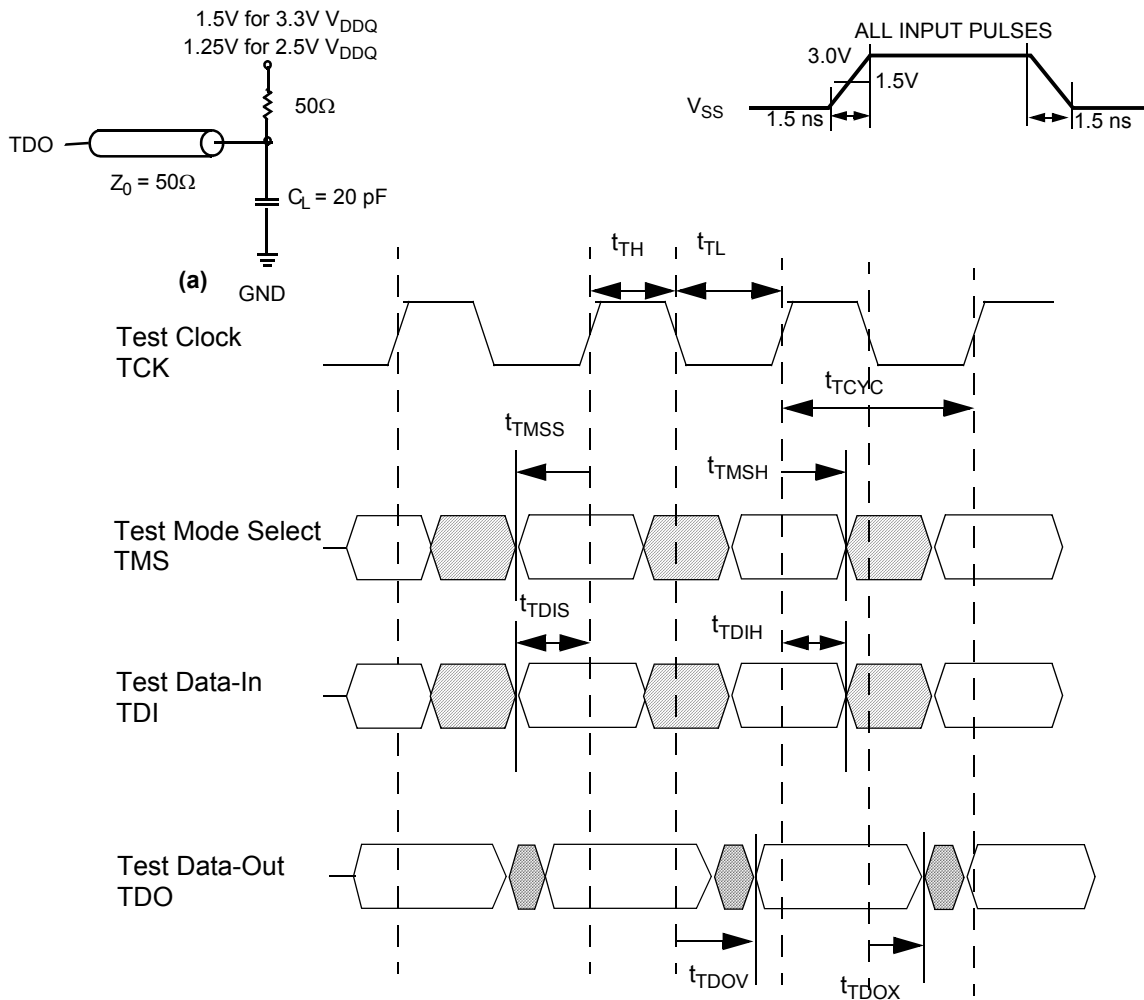 1.5V for 3.3V VDDQ
1.25V for 2.5V VDDQ
50Ω
TDO
Z0 = 50Ω
CL = 20 pF
(a)
GND
ALL INPUT PULSES
3.0V
1.5V
VSS
1.5 ns
1.5 ns
tTH
tTL
Test Clock
TCK
tTCYC
tTMSS
tTMSH
Test Mode Select
TMS
tTDIS
tTDIH
Test Data-In
TDI
Test Data-Out
TDO
tTDOV
tTDOX